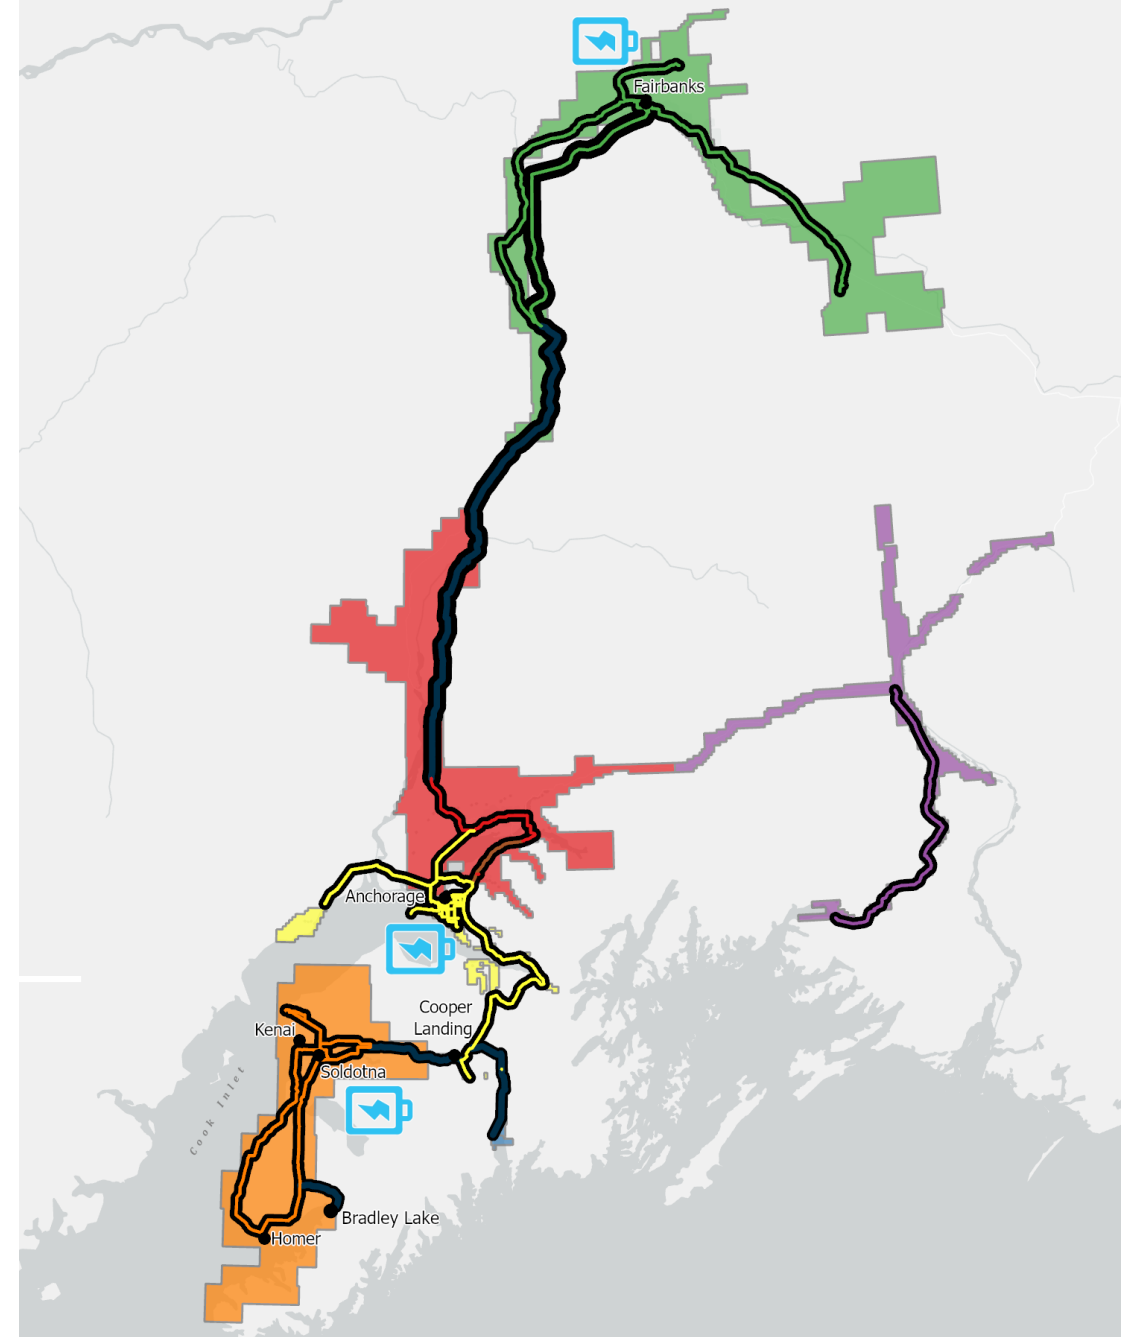 Fairbanks
Anchorage
Cooper
Landing
Kenai
Soldotna
Cook Inlet
Bradley Lake
Homer